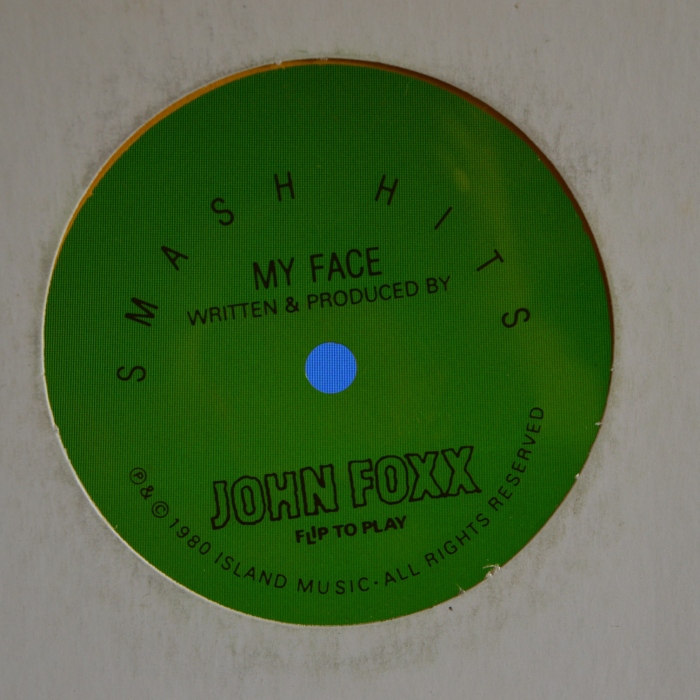 SMASH HITS
MY FACE
WRITTEN & PRODUCED BY
JOHN FOXX
FLIP TO PLAY
℗ & © 1980 ISLAND MUSIC · ALL RIGHTS RESERVED